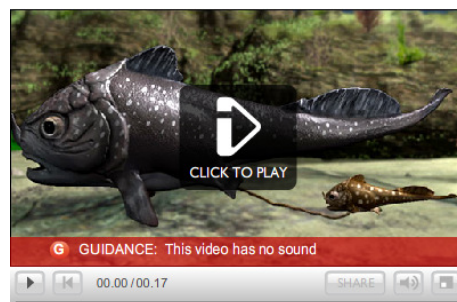 CLICK TO PLAY
G GUIDANCE: This video has no sound
00.00 / 00.17 SHARE